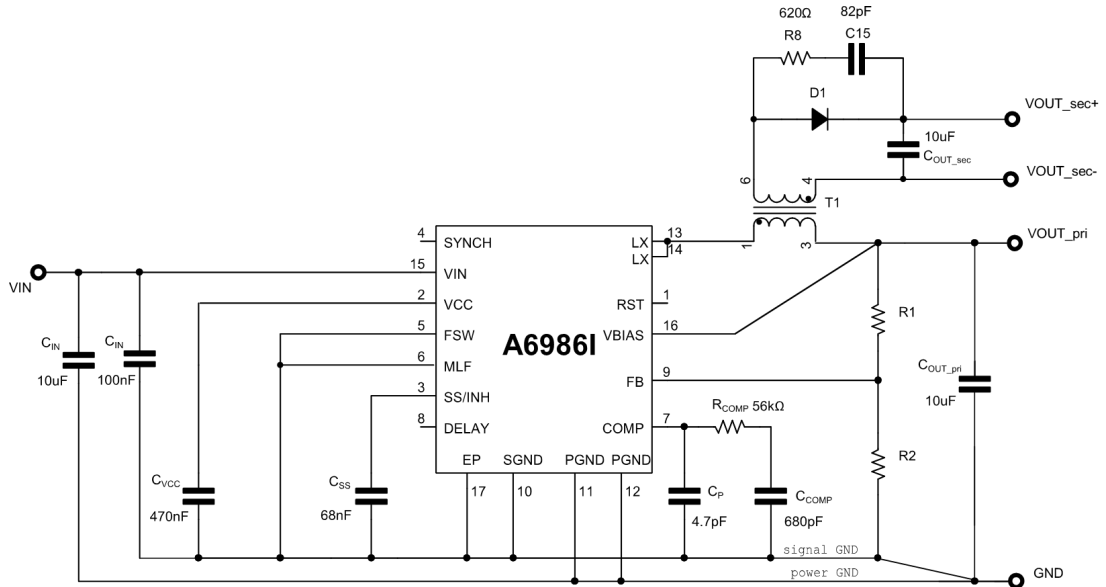 620Ω
82pF
R8
C15
D1
VOUT_sec+
10uF
COUT_sec
VOUT_sec-
6
4
T1
1
3
VOUT_pri
4
SYNCH
LX
13
LX
14
VIN
15
VIN
2
VCC
RST
1
5
FSW
VBIAS
16
R1
A6986I
CIN
10uF
CIN
100nF
6
MLF
3
SS/INH
FB
9
COUT_pri
10uF
8
DELAY
COMP
7
RCOMP 56kΩ
R2
EP
SGND
PGND
PGND
17
10
11
12
CVCC
470nF
CSS
68nF
CP
4.7pF
CCOMP
680pF
signal GND
power GND
GND